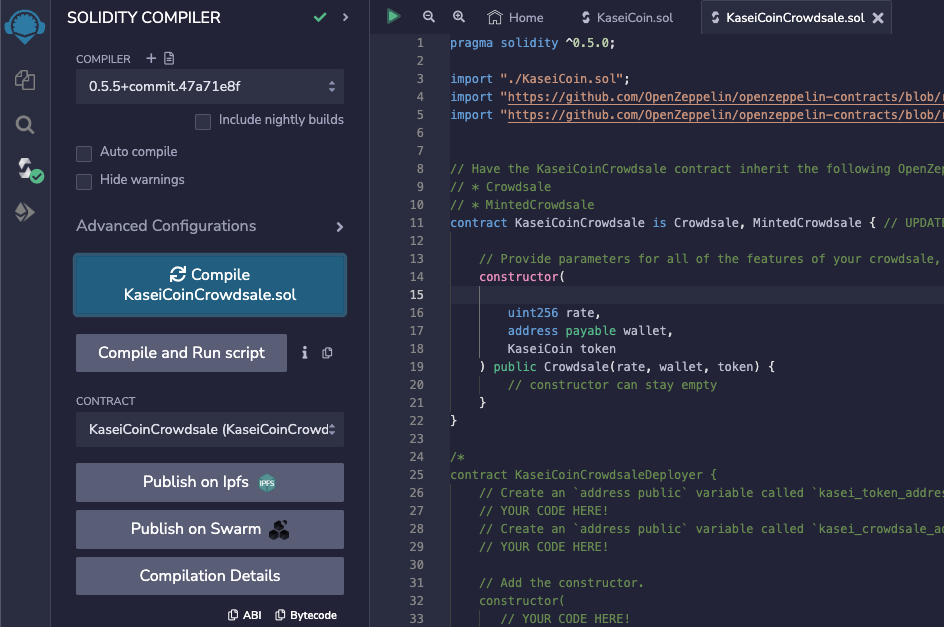 SOLIDITY COMPILER
COMPILER
0.5.5+commit.47a71e8f
Include nightly builds
Auto compile
Hide warnings
Advanced Configurations
Compile
KaseiCoinCrowdsale.sol
Compile and Run script
CONTRACT
KaseiCoinCrowdsale (KaseiCoinCrowd
Publish on Ipfs IPFS
Publish on Swarm
Compilation Details
ABI Bytecode
Home KaseiCoin.sol KaseiCoinCrowdsale.sol
1 pragma solidity ^0.5.0;
2
3 import "./KaseiCoin.sol";
4 import "https://github.com/OpenZeppelin/openzeppelin-contracts/blob/
5 import "https://github.com/OpenZeppelin/openzeppelin-contracts/blob/
6
7
8 // Have the KaseiCoinCrowdsale contract inherit the following OpenZep
9 // * Crowdsale
10 // * MintedCrowdsale
11 contract KaseiCoinCrowdsale is Crowdsale, MintedCrowdsale { // UPDATE
12
13 // Provide parameters for all of the features of your crowdsale,
14 constructor(
15
16 uint256 rate,
17 address payable wallet,
18 KaseiCoin token
19 ) public Crowdsale(rate, wallet, token) {
20 // constructor can stay empty
21 }
22 }
23
24 /*
25 contract KaseiCoinCrowdsaleDeployer {
26 // Create an `address public` variable called `kasei_token_addres
27 // YOUR CODE HERE!
28 // Create an `address public` variable called `kasei_crowdsale_ad
29 // YOUR CODE HERE!
30
31 // Add the constructor.
32 constructor(
33 // YOUR CODE HERE!